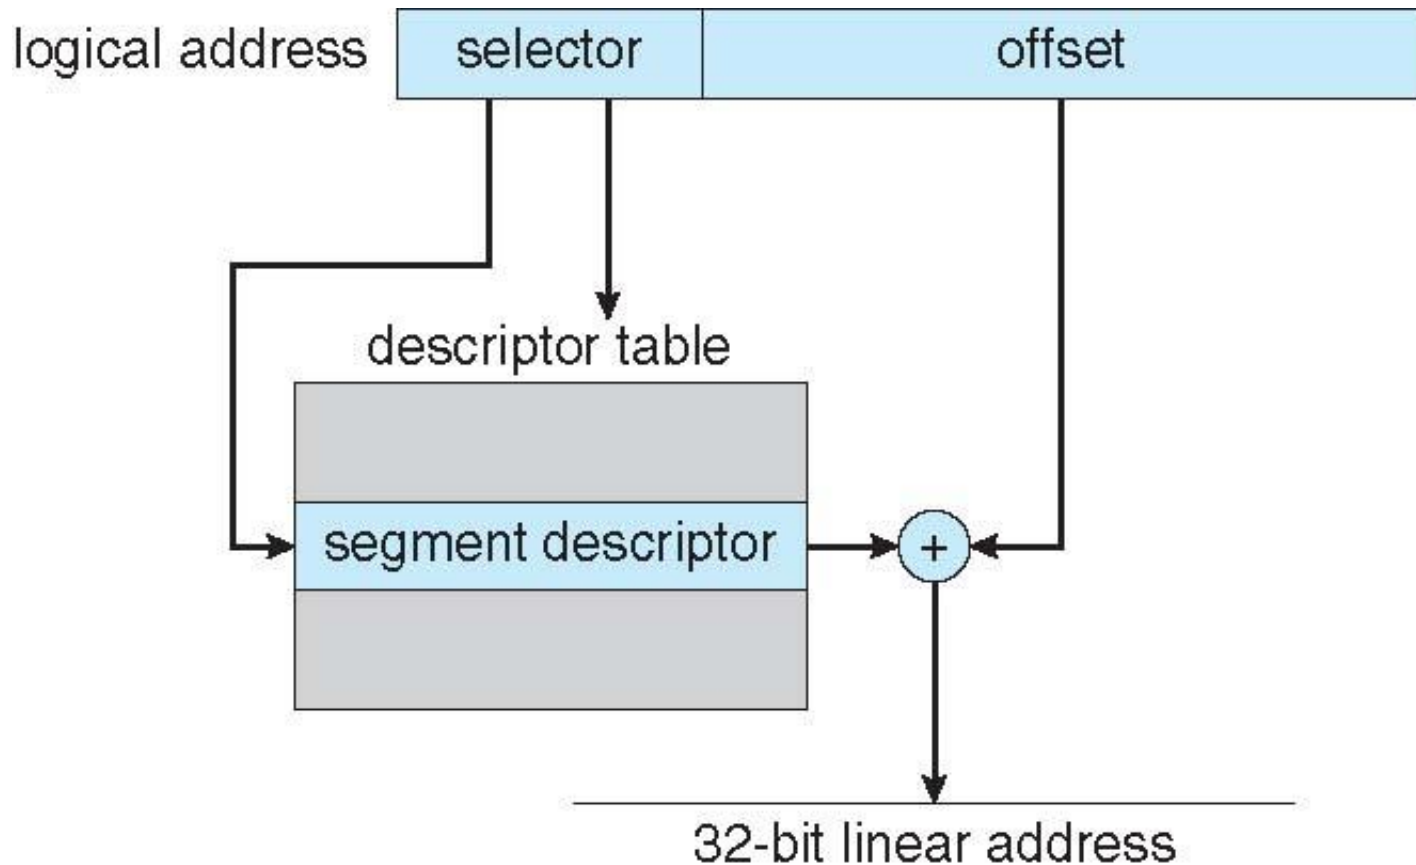 logical address selector offset
descriptor table
segment descriptor +
32-bit linear address